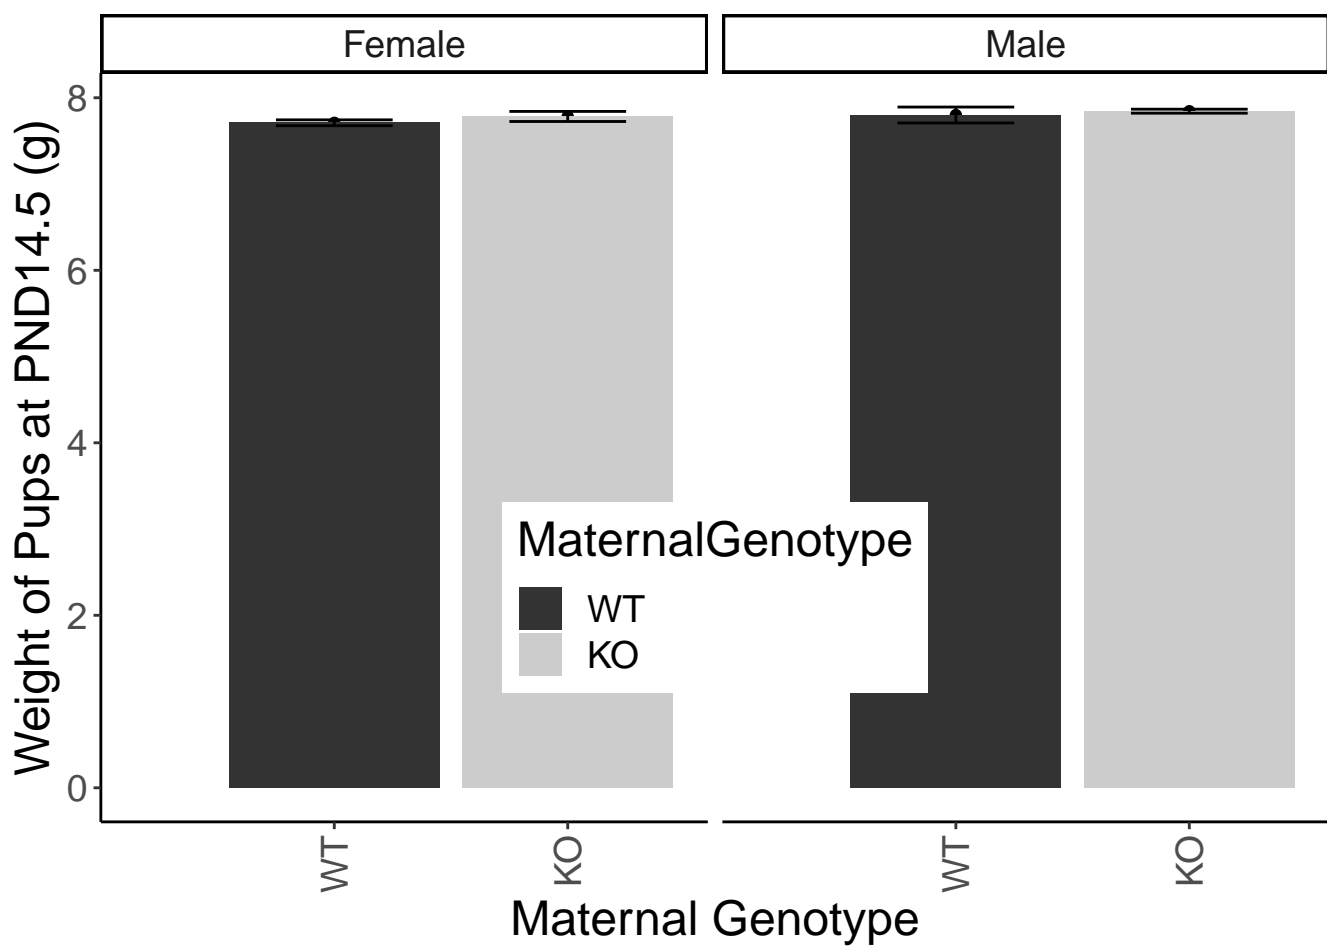 Female
Male
Weight of Pups at PND14.5 (g)
8
6
4
2
0
MaternalGenotype
WT
KO
WT
KO
WT
KO
Maternal Genotype